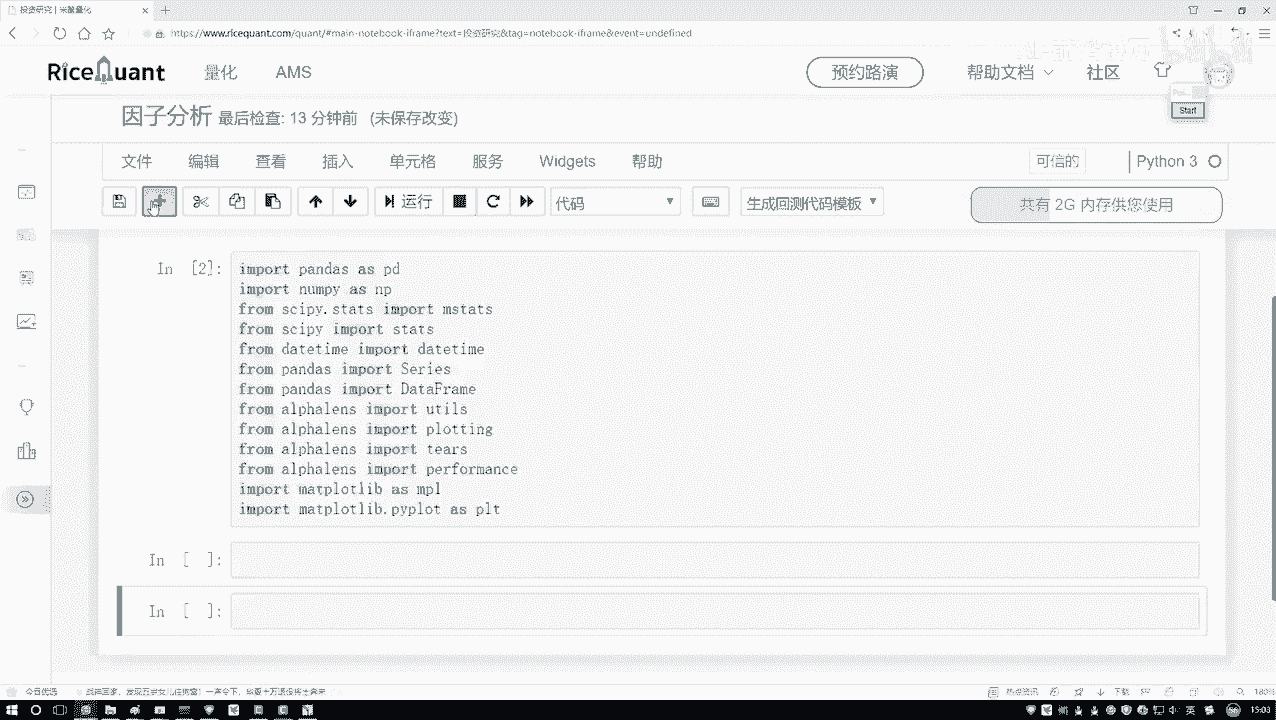 投资研究 | 米筐量化
https://www.ricequant.com/quant/#main-notebook-iframe?text=投资研究&tag=notebook-iframe&event=undefined
RiceQuant 量化 AMS 预约路演 帮助文档 社区
Start
因子分析 最后检查: 13 分钟前 (未保存改变)
文件 编辑 查看 插入 单元格 服务 Widgets 帮助 可信的 Python 3
运行 代码 生成回测代码模板 共有 2G 内存供您使用
In [2]:
import pandas as pd
import numpy as np
from scipy.stats import mstats
from scipy import stats
from datetime import datetime
from pandas import Series
from pandas import DataFrame
from alphalens import utils
from alphalens import plotting
from alphalens import tears
from alphalens import performance
import matplotlib as mpl
import matplotlib.pyplot as plt
In [ ]:
In [ ]:
今日优选
下载 180%
英 15:03